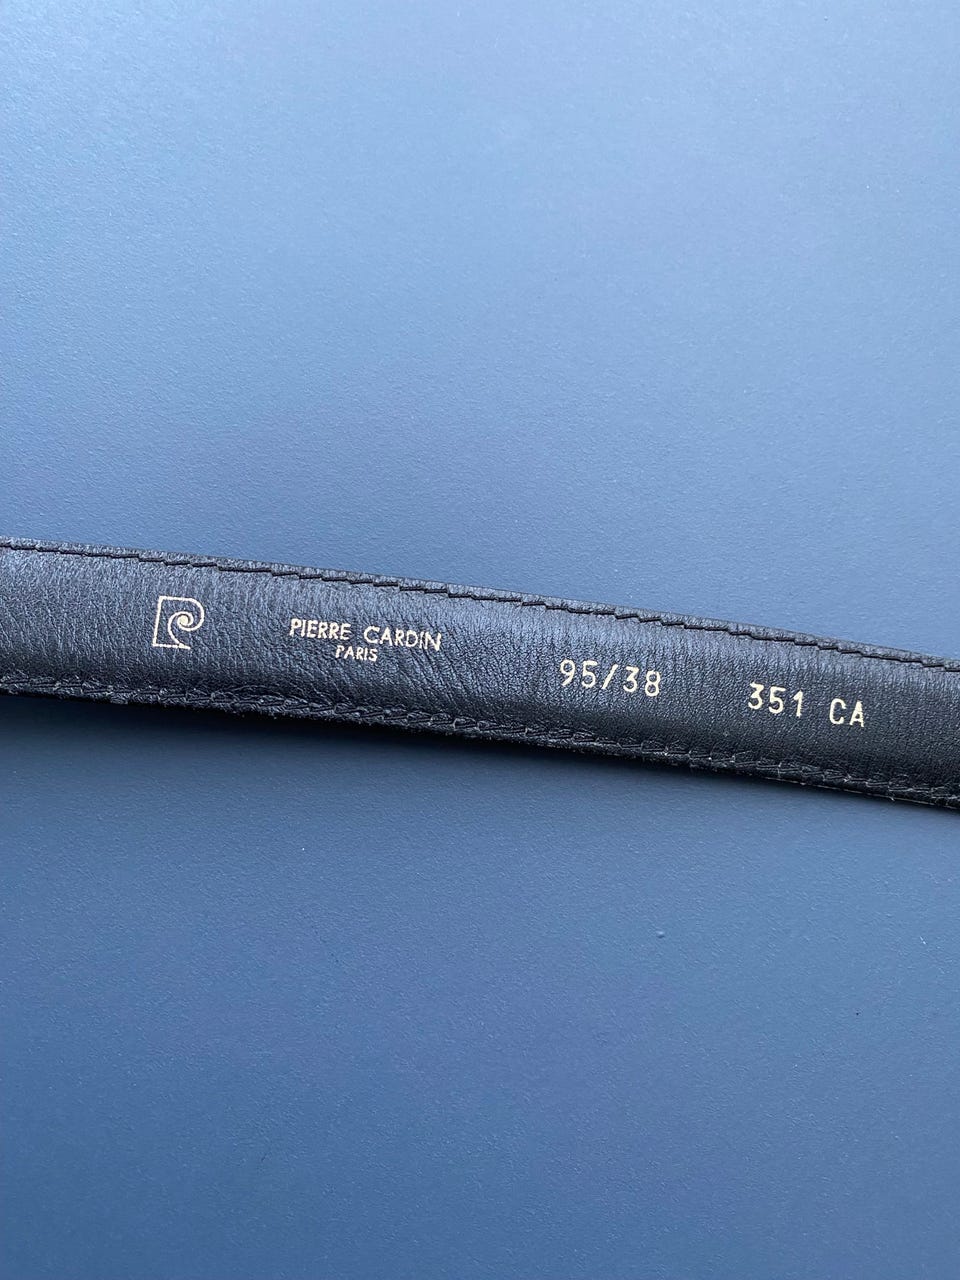 PIERRE CARDIN
PARIS
95/38
351 CA